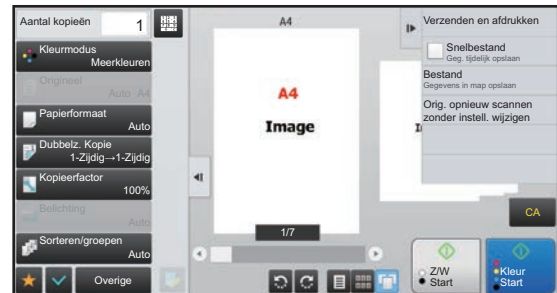 Aantal kopieën
1
Kleurmodus
Meerkleuren
Origineel
Auto A4
Papierformaat
Auto
Dubbelz. Kopie
1-Zijdig→1-Zijdig
Kopieerfactor
100%
Belichting
Auto
Sorteren/groepen
Auto
Overige
A4
A4
Image
1/7
Verzenden en afdrukken
Snelbestand
Geg. tijdelijk opslaan
Bestand
Gegevens in map opslaan
Orig. opnieuw scannen
zonder instell. wijzigen
CA
Z/W
Start
Kleur
Start